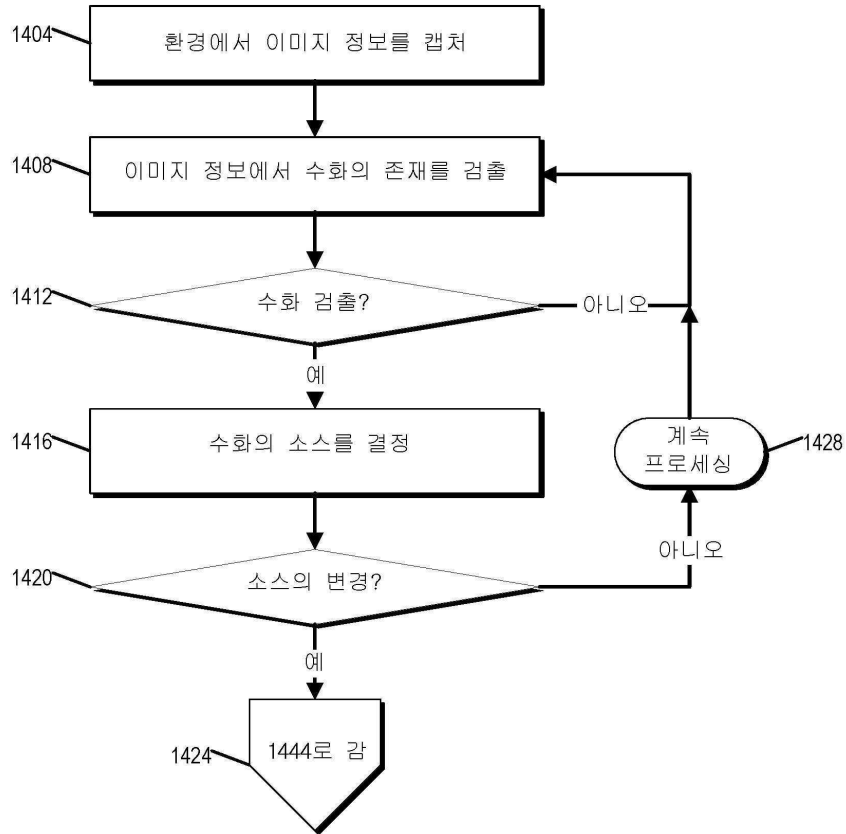 1404
환경에서 이미지 정보를 캡처
1408
이미지 정보에서 수화의 존재를 검출
1412
수화 검출?
아니오
예
1416
수화의 소스를 결정
계속
프로세싱
1428
아니오
1420
소스의 변경?
예
1424
1444로 감